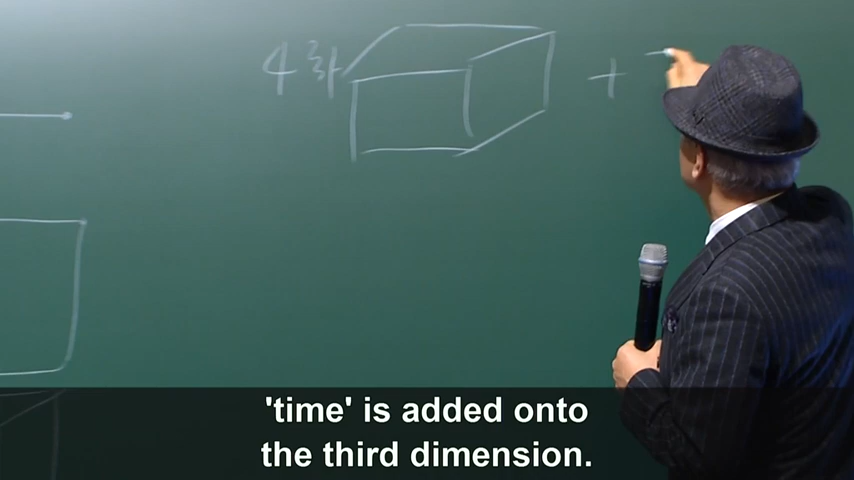 4차 +
'time' is added onto
the third dimension.